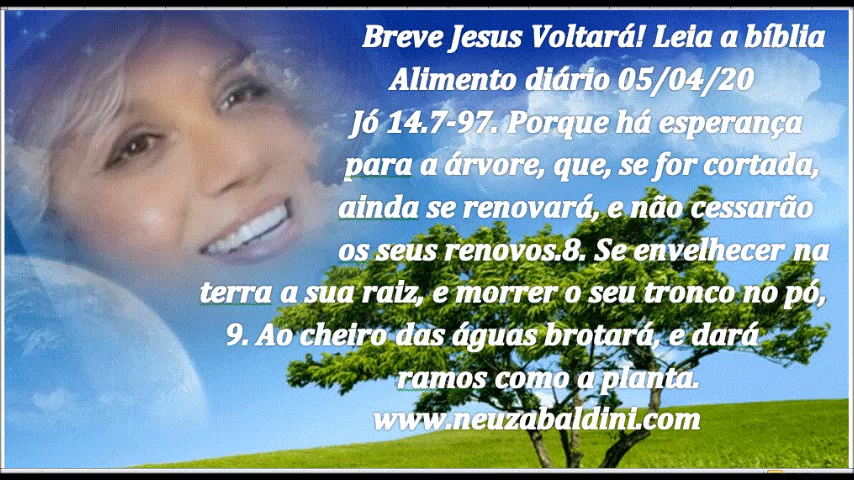 Breve Jesus Voltará! Leia a bíblia
Alimento diário 05/04/20
Jó 14.7-97. Porque há esperança
para a árvore, que, se for cortada,
ainda se renovará, e não cessarão
os seus renovos.8. Se envelhecer na
terra a sua raiz, e morrer o seu tronco no pó,
9. Ao cheiro das águas brotará, e dará
ramos como a planta.
www.neuzabaldini.com